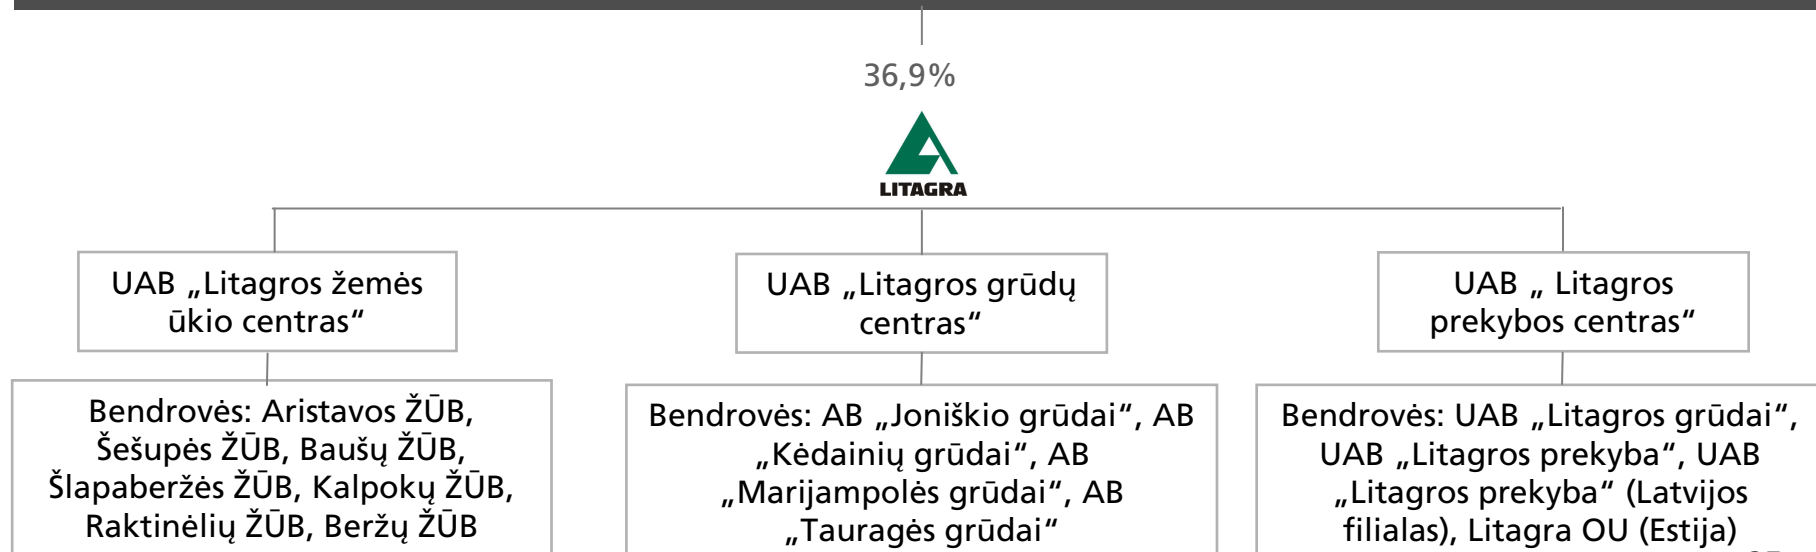 36,9%
LITAGRA
UAB „Litagros žemės
ūkio centras“
UAB „Litagros grūdų
centras“
UAB „ Litagros
prekybos centras“
Bendrovės: Aristavos ŽŪB,
Šešupės ŽŪB, Baušų ŽŪB,
Šlapaberžės ŽŪB, Kalpokų ŽŪB,
Raktinėlių ŽŪB, Beržų ŽŪB
Bendrovės: AB „Joniškio grūdai“, AB
„Kėdainių grūdai“, AB
„Marijampolės grūdai“, AB
„Tauragės grūdai“
Bendrovės: UAB „Litagros grūdai“,
UAB „Litagros prekyba“, UAB
„Litagros prekyba“ (Latvijos
filialas), Litagra OU (Estija)